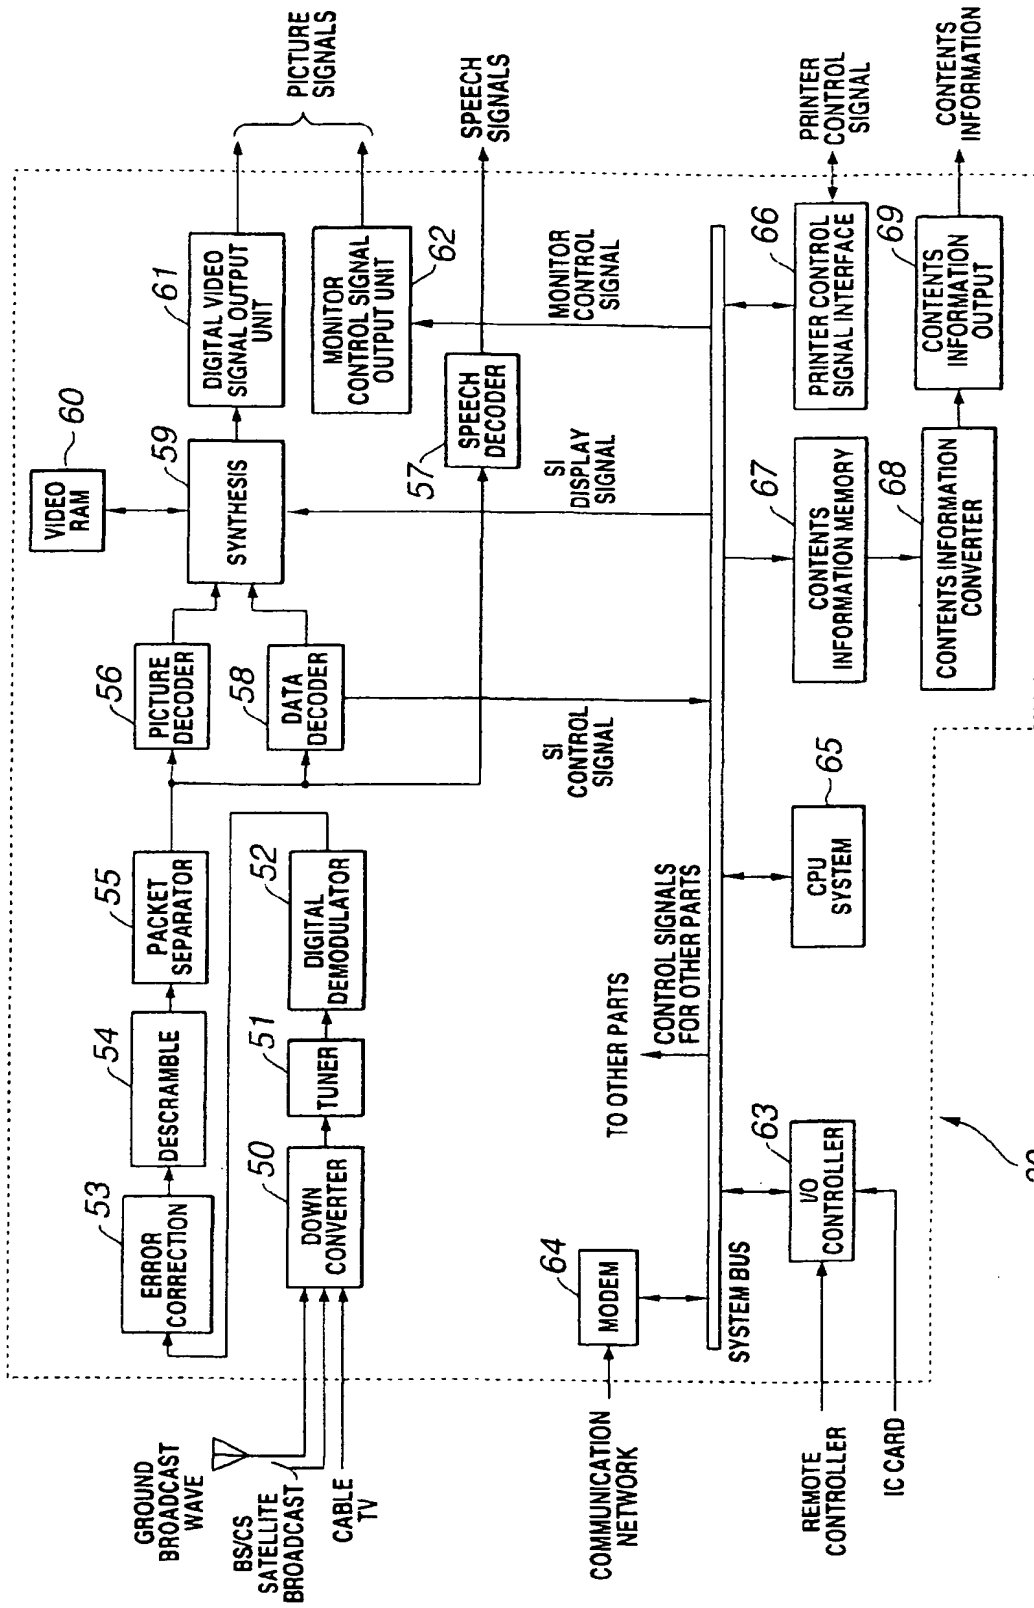 GROUND
BROADCAST
WAVE
BS/CS
SATELLITE
BROADCAST
CABLE
TV
53
ERROR
CORRECTION
54
DESCRAMBLE
55
PACKET
SEPARATOR
50
DOWN
CONVERTER
51
TUNER
52
DIGITAL
DEMODULATOR
56
PICTURE
DECODER
58
DATA
DECODER
60
VIDEO
RAM
59
SYNTHESIS
61
DIGITAL VIDEO
SIGNAL OUTPUT
UNIT
MONITOR
CONTROL SIGNAL
OUTPUT UNIT
62
PICTURE
SIGNALS
57
SPEECH
DECODER
SPEECH
SIGNALS
COMMUNICATION
NETWORK
64
MODEM
TO OTHER PARTS
CONTROL SIGNALS
FOR OTHER PARTS
SI
CONTROL
SIGNAL
SI
DISPLAY
SIGNAL
MONITOR
CONTROL
SIGNAL
SYSTEM BUS
REMOTE
CONTROLLER
IC CARD
63
I/O
CONTROLLER
65
CPU
SYSTEM
67
CONTENTS
INFORMATION MEMORY
66
PRINTER CONTROL
SIGNAL INTERFACE
PRINTER
CONTROL
SIGNAL
68
CONTENTS INFORMATION
CONVERTER
69
CONTENTS
INFORMATION
OUTPUT
CONTENTS
INFORMATION